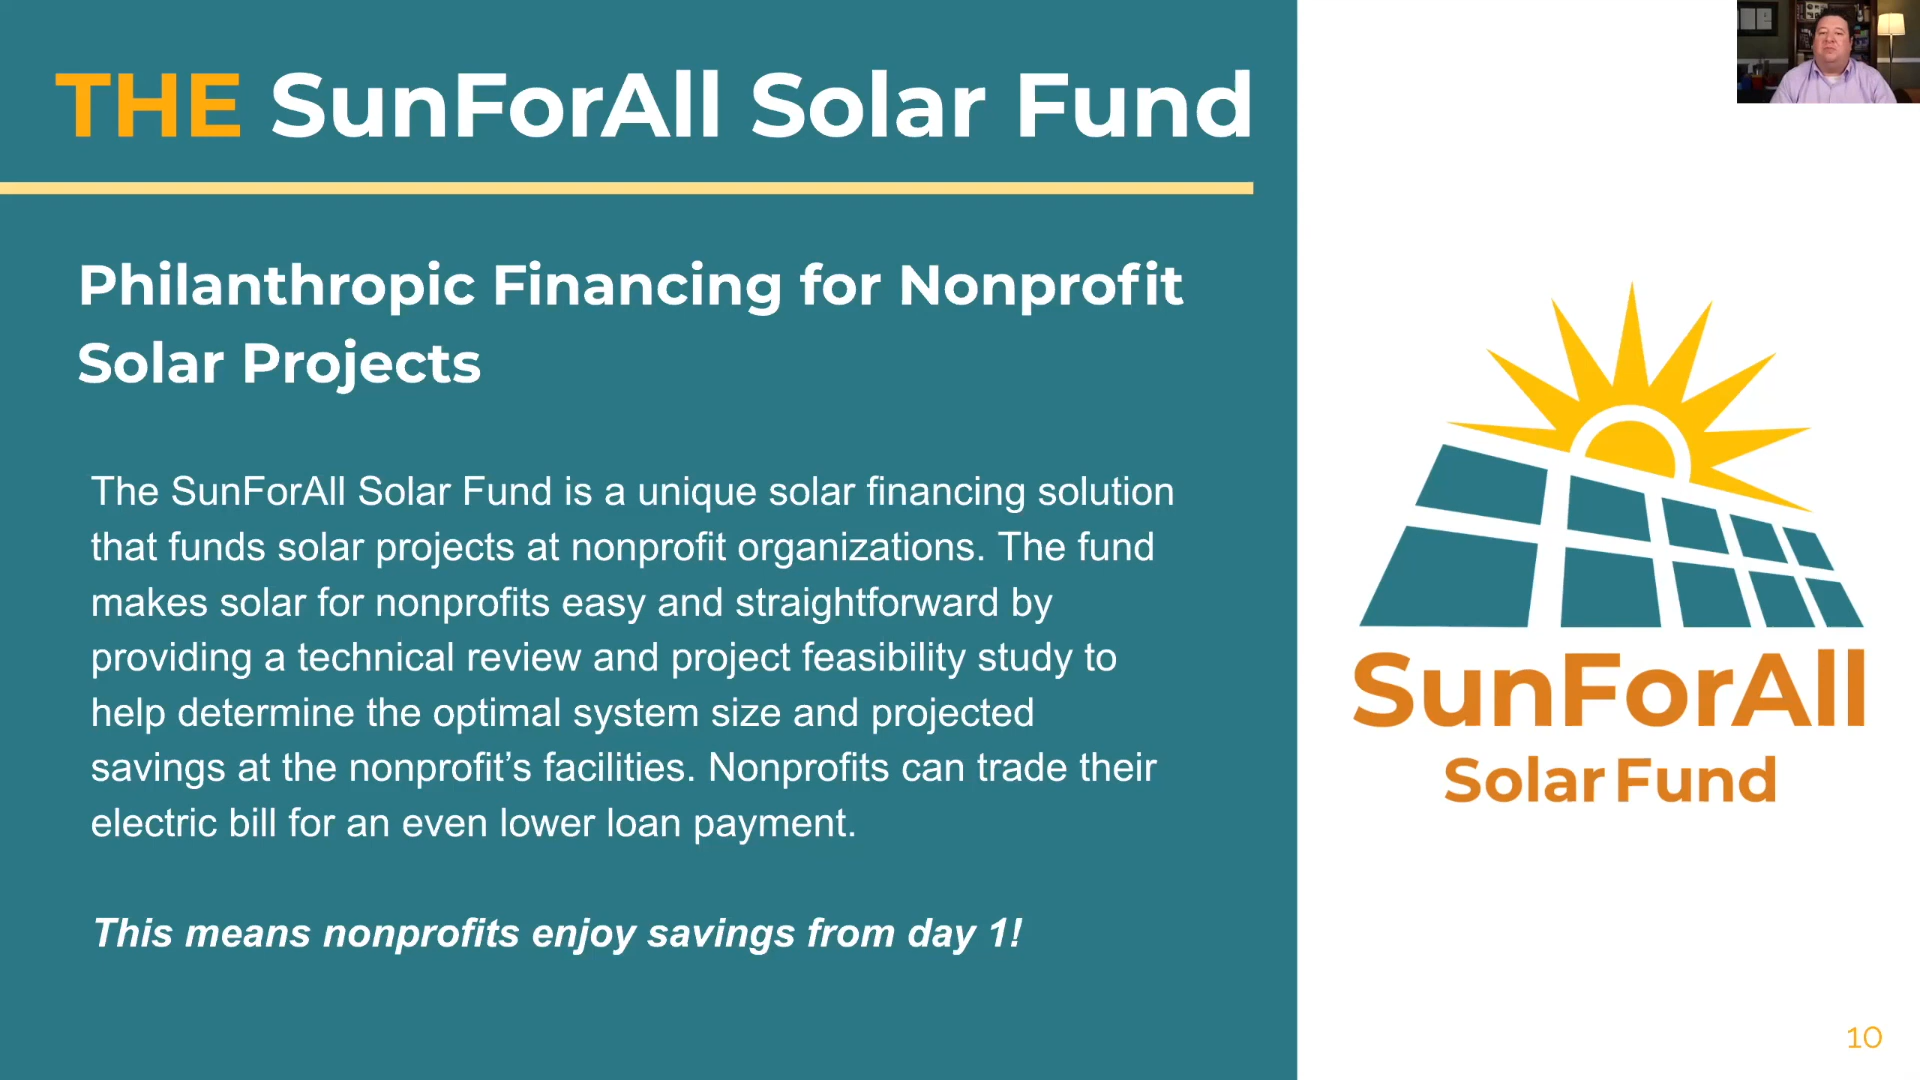 THE SunForAll Solar Fund
Philanthropic Financing for Nonprofit
Solar Projects
The SunForAll Solar Fund is a unique solar financing solution
that funds solar projects at nonprofit organizations. The fund
makes solar for nonprofits easy and straightforward by
providing a technical review and project feasibility study to
help determine the optimal system size and projected
savings at the nonprofit’s facilities. Nonprofits can trade their
electric bill for an even lower loan payment.
This means nonprofits enjoy savings from day 1!
SunForAll
Solar Fund
10